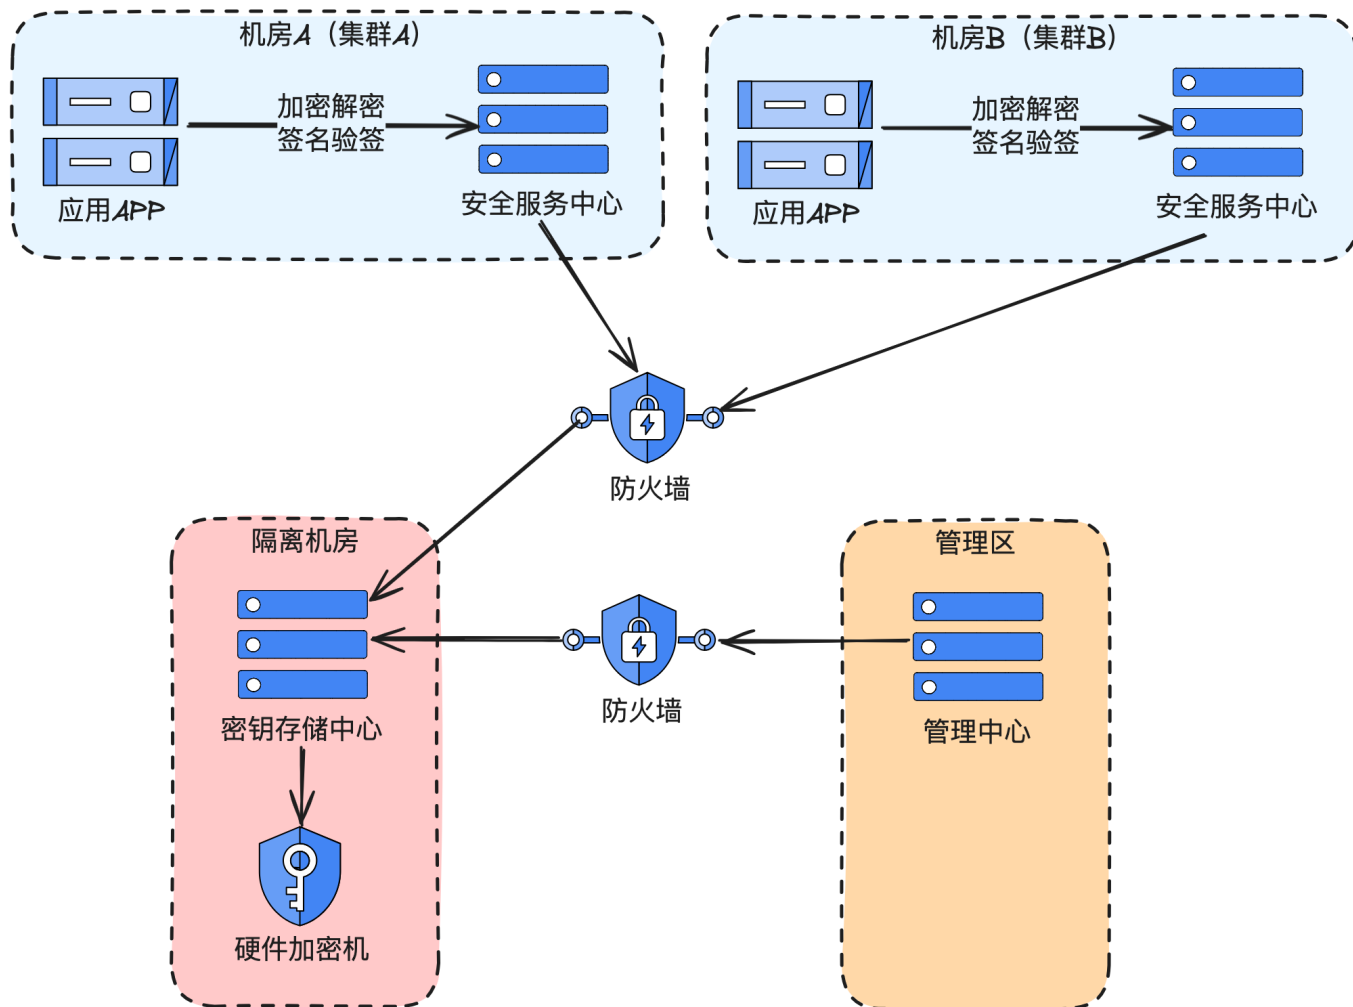 机房A（集群A）
机房B（集群B）
加密解密
签名验签
应用APP
安全服务中心
加密解密
签名验签
应用APP
安全服务中心
防火墙
隔离机房
密钥存储中心
硬件加密机
防火墙
管理区
管理中心